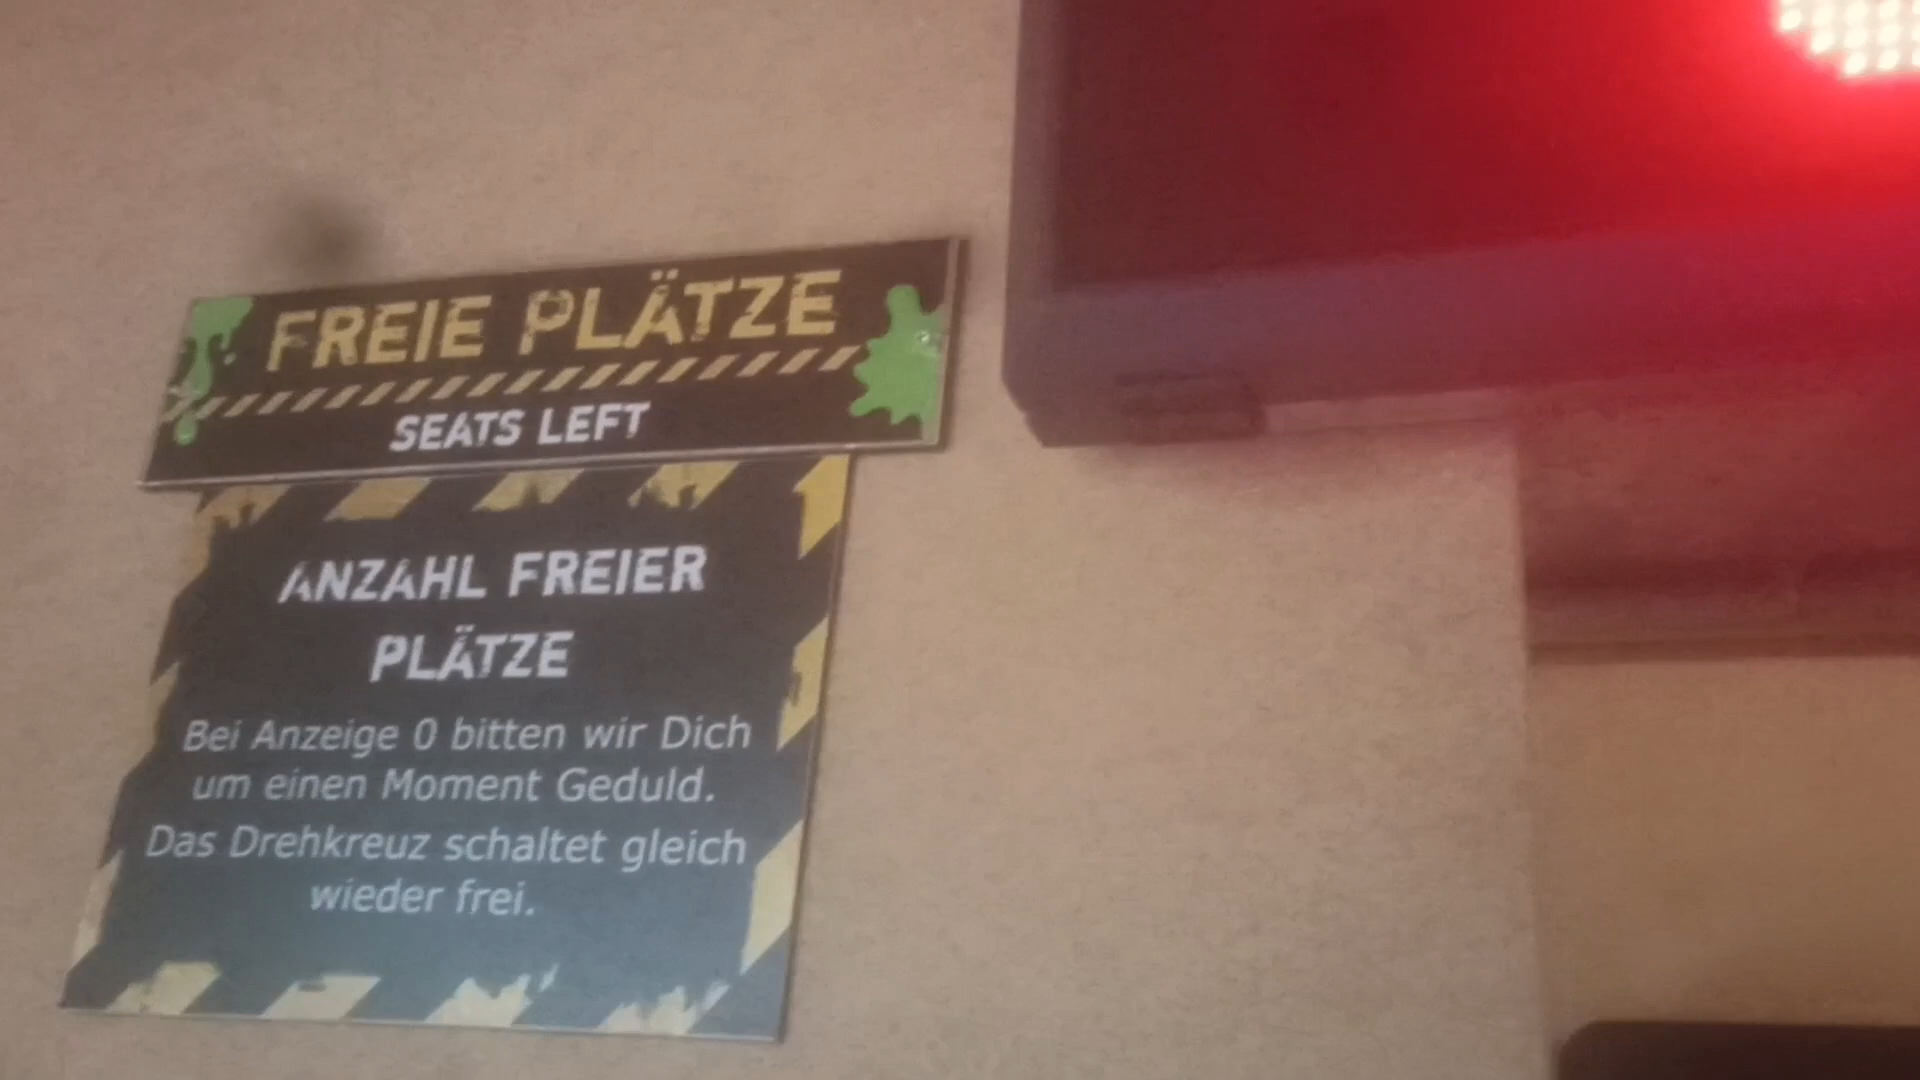 FREIE PLÄTZE
SEATS LEFT
ANZAHL FREIER
PLÄTZE
Bei Anzeige 0 bitten wir Dich
um einen Moment Geduld.
Das Drehkreuz schaltet gleich
wieder frei.